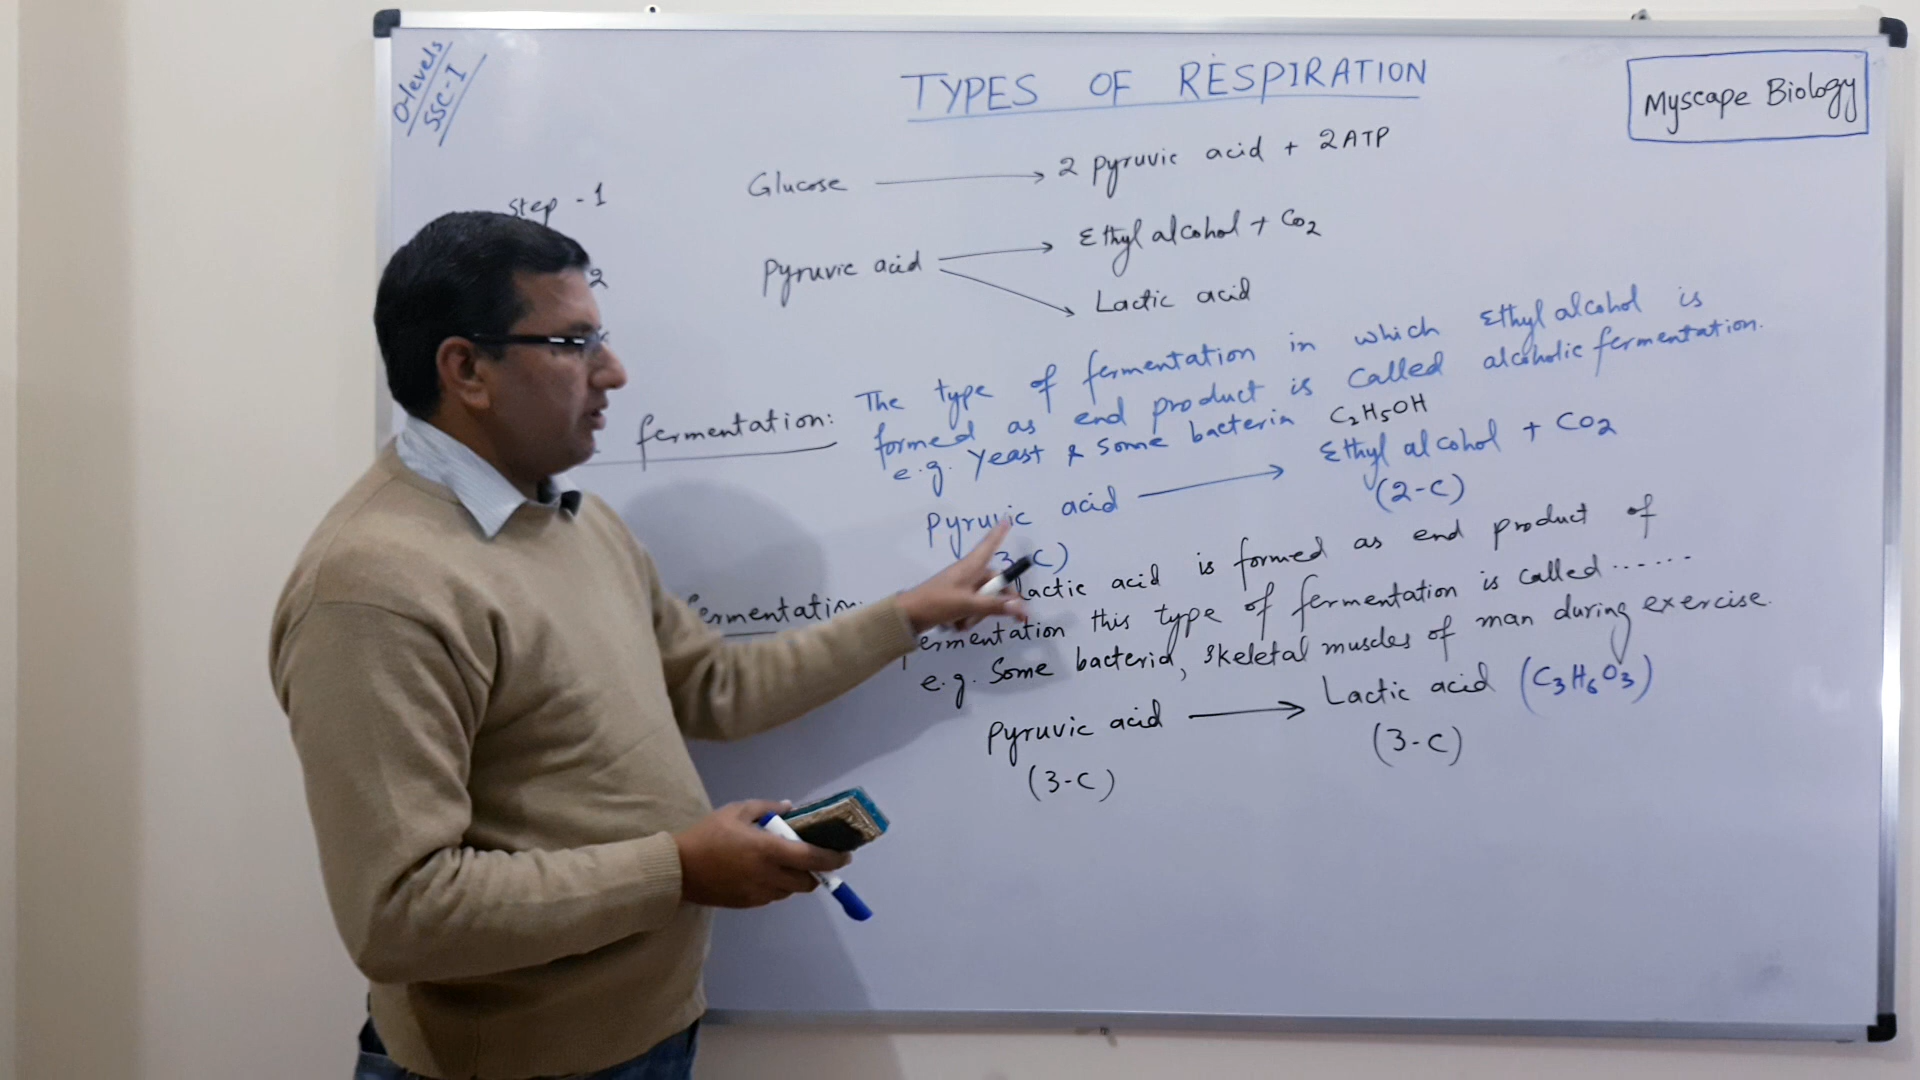 O-levels
SSC-I
TYPES OF RESPIRATION
Myscape Biology
Step - 1
Glucose → 2 pyruvic acid + 2ATP
2
Pyruvic acid → Ethyl alcohol + CO2
→ Lactic acid
fermentation: The type of fermentation in which Ethyl alcohol is
formed as end product is called alcoholic fermentation.
e.g. yeast & some bacteria C2H5OH
Pyruvic acid → Ethyl alcohol + CO2
3-C) (2-C)
lactic acid is formed as end product of
fermentation this type of fermentation is called ......
e.g. Some bacteria, skeletal muscles of man during exercise.
Pyruvic acid → Lactic acid (C3H6O3)
(3-C) (3-C)